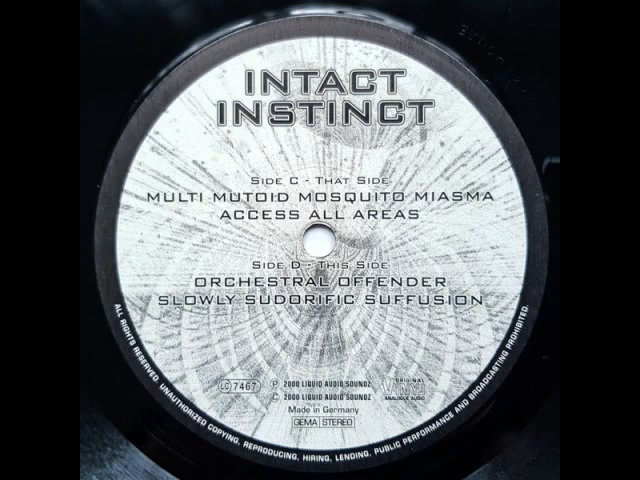 INTACT
INSTINCT
SIDE C - THAT SIDE
MULTI MUTOID MOSQUITO MIASMA
ACCESS ALL AREAS
SIDE D - THIS SIDE
ORCHESTRAL OFFENDER
SLOWLY SUDORIFIC SUFFUSION
LC 7467
P 2000 LIQUID AUDIO SOUNDZ
C 2000 LIQUID AUDIO SOUNDZ
Made in Germany
GEMA STEREO
ORIGINAL
VINYL
ANALOGUE AUDIO
ALL RIGHTS RESERVED. UNAUTHORIZED COPYING, REPRODUCING, HIRING, LENDING, PUBLIC PERFORMANCE AND BROADCASTING PROHIBITED.